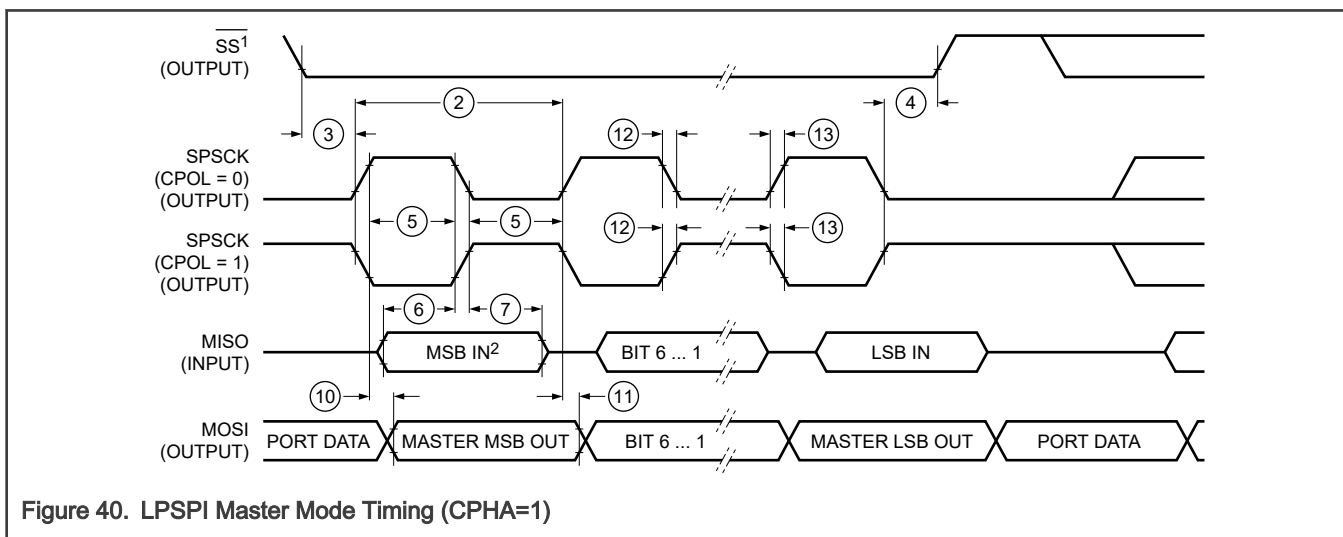 SS1
(OUTPUT)
2
3
4
12
13
SPSCK
(CPOL = 0)
(OUTPUT)
5
5
12
13
SPSCK
(CPOL = 1)
(OUTPUT)
6
7
MISO
(INPUT)
MSB IN2
BIT 6 ... 1
LSB IN
10
11
MOSI
(OUTPUT)
PORT DATA
MASTER MSB OUT
BIT 6 ... 1
MASTER LSB OUT
PORT DATA
Figure 40. LPSPI Master Mode Timing (CPHA=1)